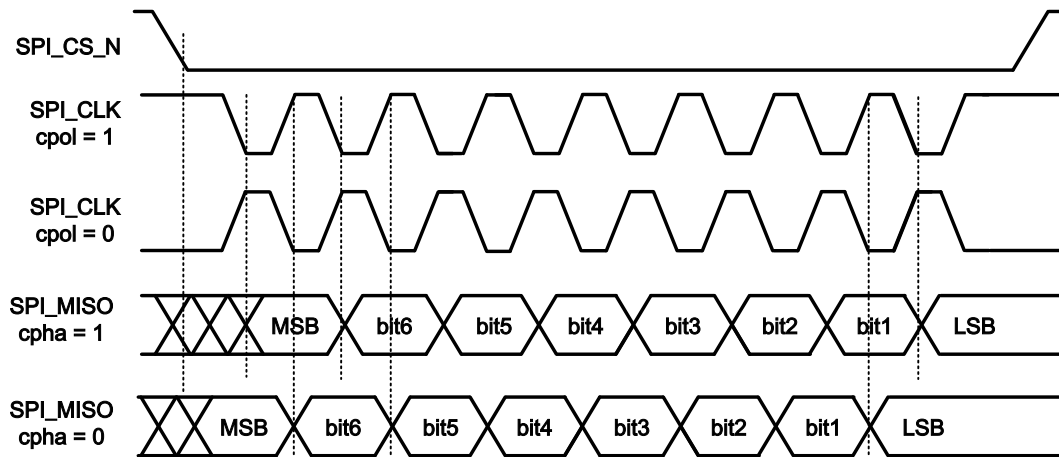 SPI_CS_N
SPI_CLK
cpol = 1
SPI_CLK
cpol = 0
SPI_MISO
cpha = 1
MSB bit6 bit5 bit4 bit3 bit2 bit1 LSB
SPI_MISO
cpha = 0
MSB bit6 bit5 bit4 bit3 bit2 bit1 LSB